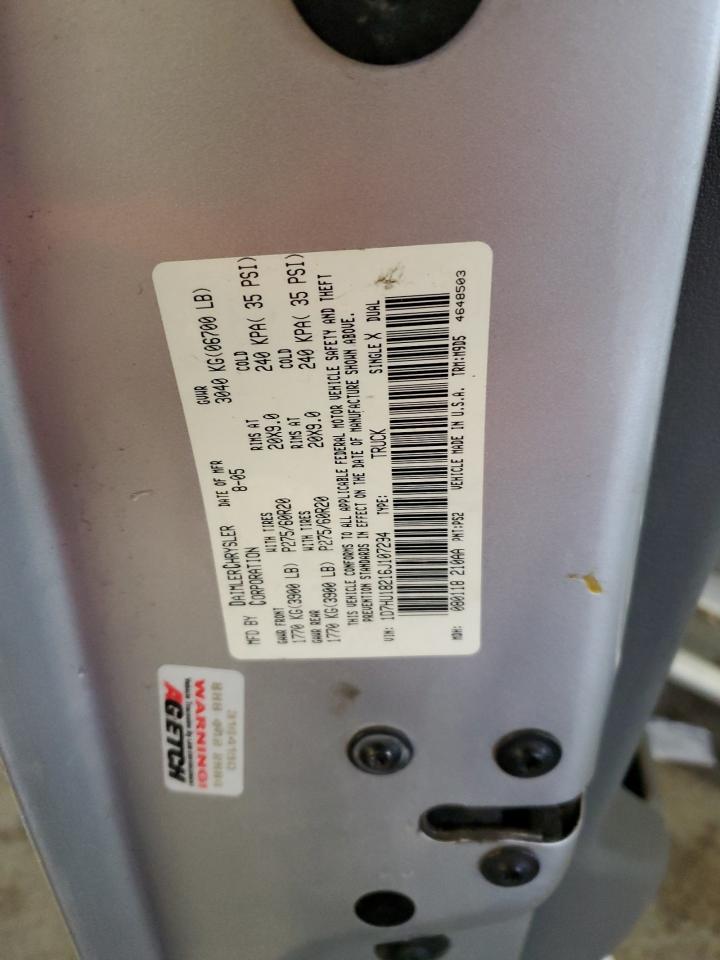 MFD BY DAIMLERCHRYSLER CORPORATION DATE OF MFR 8-05 GVWR 3040 KG(06700 LB)
GAWR FRONT WITH TIRES RIMS AT COLD
1770 KG(3900 LB) P275/60R20 20X9.0 240 KPA( 35 PSI)
GAWR REAR WITH TIRES RIMS AT COLD
1770 KG(3900 LB) P275/60R20 20X9.0 240 KPA( 35 PSI)
THIS VEHICLE CONFORMS TO ALL APPLICABLE FEDERAL MOTOR VEHICLE SAFETY AND THEFT
PREVENTION STANDARDS IN EFFECT ON THE DATE OF MANUFACTURE SHOWN ABOVE.
VIN: 1D7HU18216J107234 TYPE: TRUCK SINGLE X DUAL
MDH: 080118 210AA PNT:PS2 VEHICLE MADE IN U.S.A. TRM:M9D5 4648503
AGETCH
WARNING!